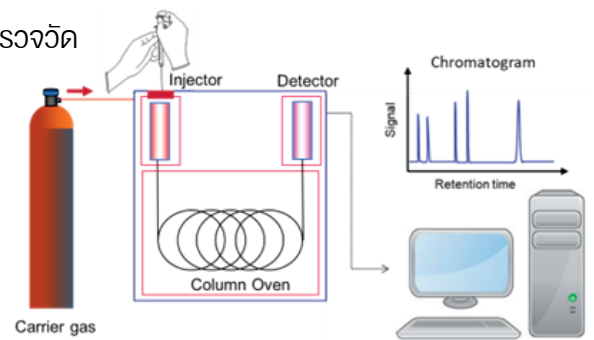 รวจวัด
Injector
Detector
Chromatogram
Signal
Retention time
Column Oven
Carrier gas